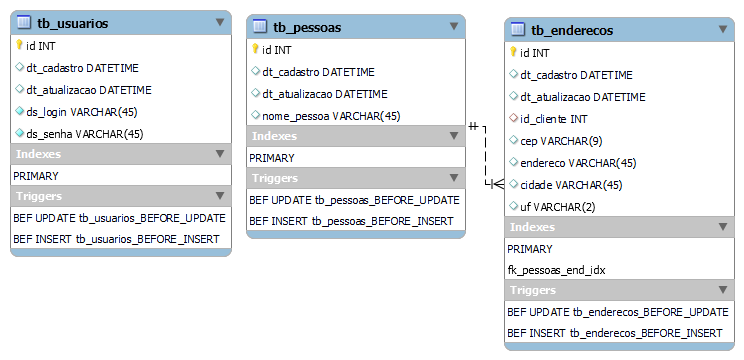 tb_usuarios
id INT
dt_cadastro DATETIME
dt_atualizacao DATETIME
ds_login VARCHAR(45)
ds_senha VARCHAR(45)
Indexes
PRIMARY
Triggers
BEF UPDATE tb_usuarios_BEFORE_UPDATE
BEF INSERT tb_usuarios_BEFORE_INSERT
tb_pessoas
id INT
dt_cadastro DATETIME
dt_atualizacao DATETIME
nome_pessoa VARCHAR(45)
Indexes
PRIMARY
Triggers
BEF UPDATE tb_pessoas_BEFORE_UPDATE
BEF INSERT tb_pessoas_BEFORE_INSERT
tb_enderecos
id INT
dt_cadastro DATETIME
dt_atualizacao DATETIME
id_cliente INT
cep VARCHAR(9)
endereco VARCHAR(45)
cidade VARCHAR(45)
uf VARCHAR(2)
Indexes
PRIMARY
fk_pessoas_end_idx
Triggers
BEF UPDATE tb_enderecos_BEFORE_UPDATE
BEF INSERT tb_enderecos_BEFORE_INSERT